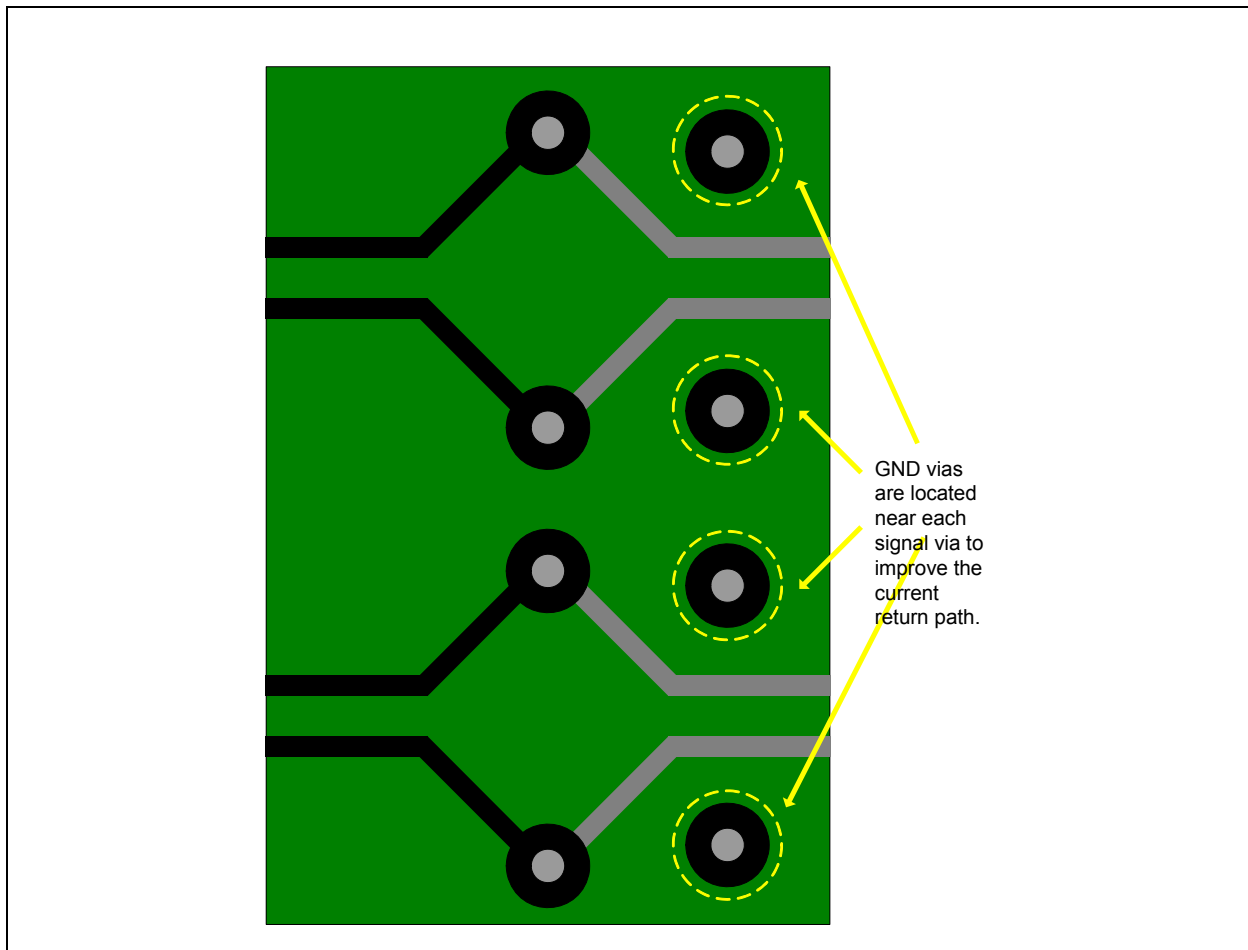 GND vias
are located
near each
signal via to
improve the
current
return path.